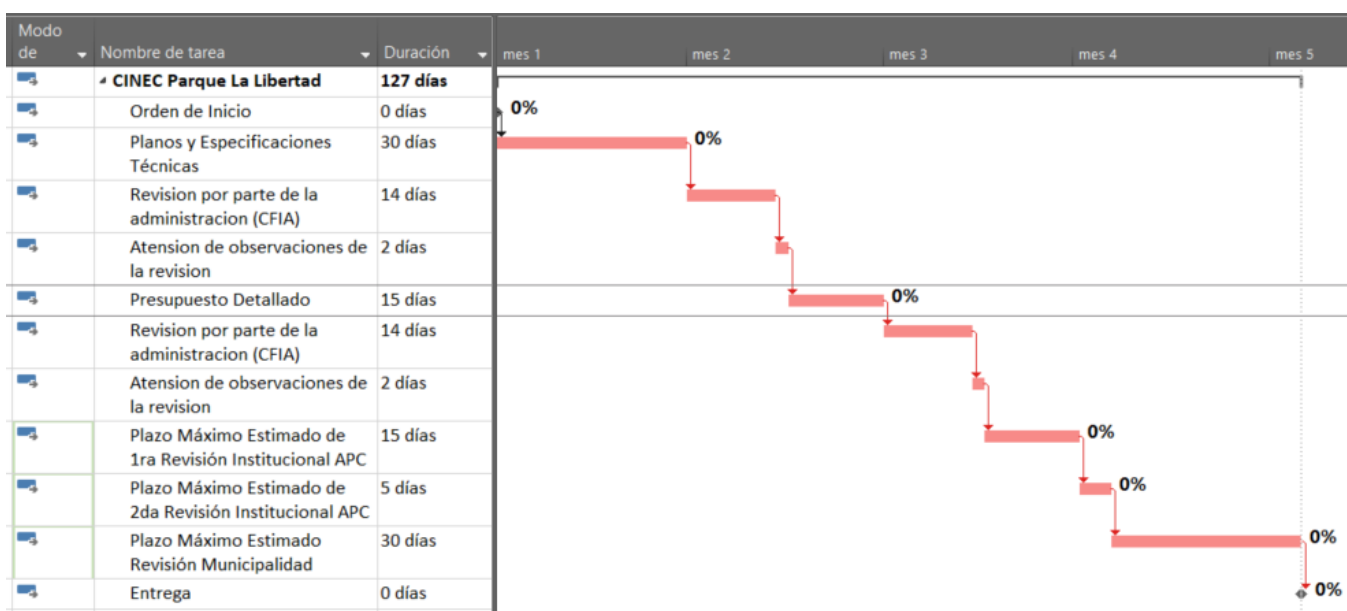 Modo
de Nombre de tarea Duración mes 1 mes 2 mes 3 mes 4 mes 5
CINEC Parque La Libertad 127 días
Orden de Inicio 0 días 0%
Planos y Especificaciones 30 días 0%
Técnicas
Revision por parte de la 14 días
administracion (CFIA)
Atension de observaciones de 2 días
la revision
Presupuesto Detallado 15 días 0%
Revision por parte de la 14 días
administracion (CFIA)
Atension de observaciones de 2 días
la revision
Plazo Máximo Estimado de 15 días 0%
1ra Revisión Institucional APC
Plazo Máximo Estimado de 5 días 0%
2da Revisión Institucional APC
Plazo Máximo Estimado 30 días 0%
Revisión Municipalidad
Entrega 0 días 0%